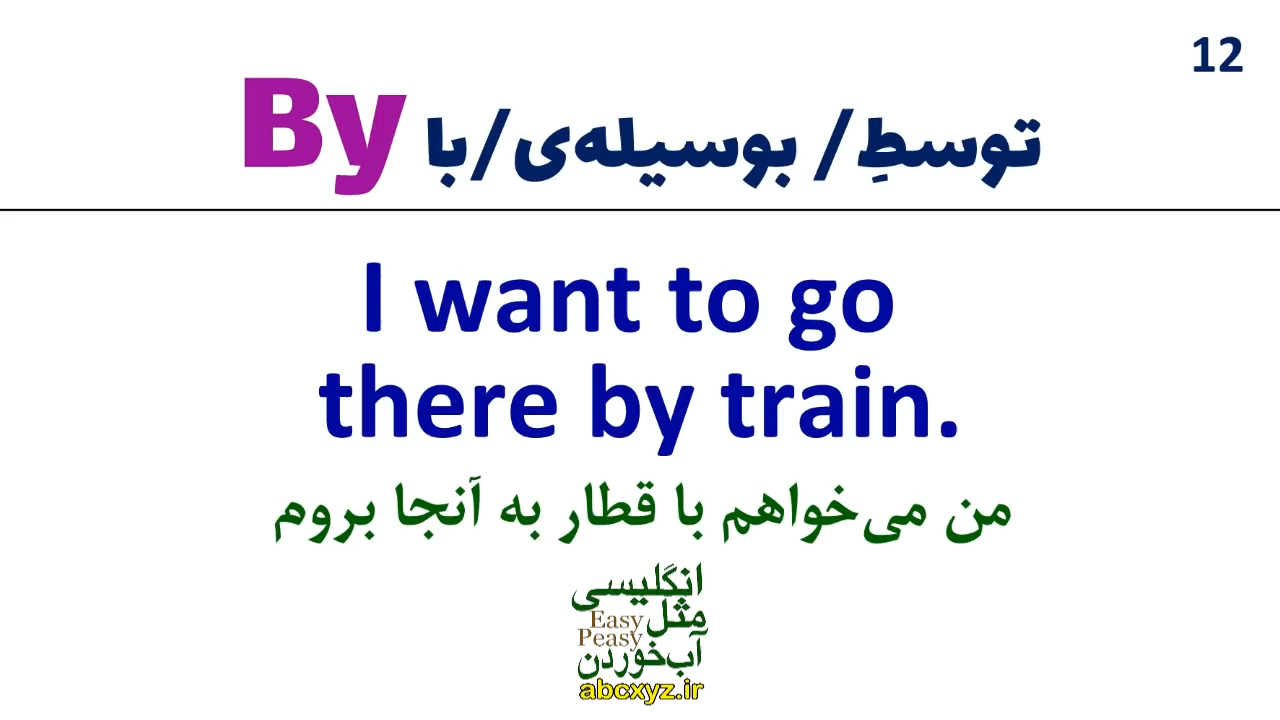 12
By توسطِ/ بوسیله‌ی/با
I want to go
there by train.
من می‌خواهم با قطار به آنجا بروم
انگلیسی
مثل Easy
Peasy
آب‌خوردن
abcxyz.ir